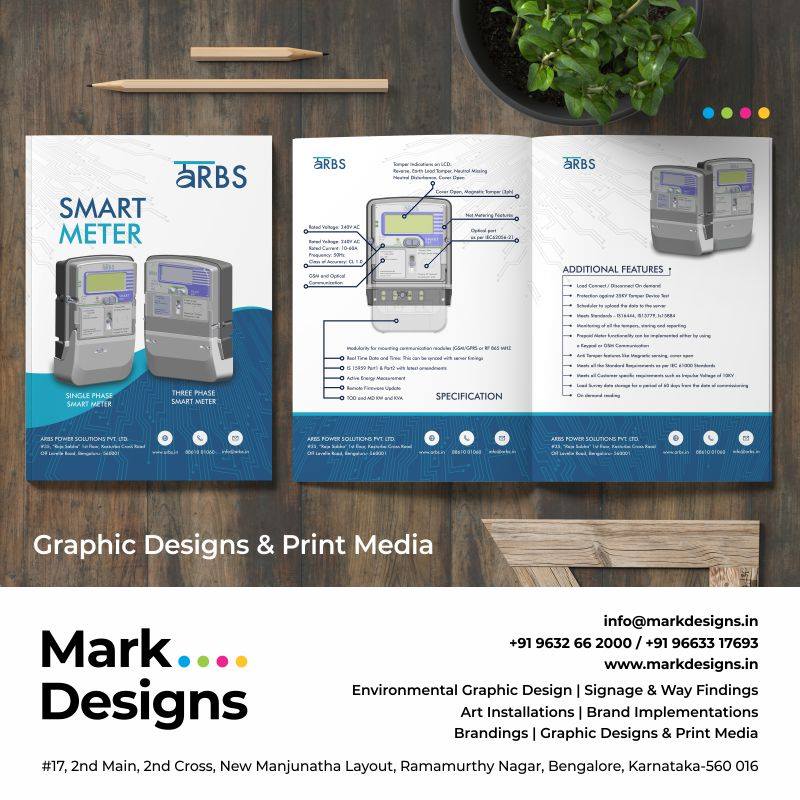 ARBS
SMART
METER
SINGLE PHASE
SMART METER
THREE PHASE
SMART METER
ARBS POWER SOLUTIONS PVT. LTD.
#35, "Raja Sabha" 1st floor, Kasturba Cross Road
Off Lavelle Road, Bengaluru- 560001
www.arbs.in
88610 01060
info@arbs.in
ARBS
Tamper Indications on LCD:
Reverse, Earth Load Tamper, Neutral Missing
Neutral Disturbance, Cover Open
Cover Open, Magnetic Tamper (3ph)
Net Metering Features
Optical port
as per IEC62056-21
Rated Voltage: 240V AC
Rated Voltage: 240V AC
Rated Current: 10-60A
Frequency: 50Hz
Class of Accuracy: CL 1.0
GSM and Optical
Communication
Modularity for mounting communication modules (GSM/GPRS or RF 865 MHZ
Real Time Date and Time: This can be synced with server timings
IS 15959 Part1 & Part2 with latest amendments
Active Energy Measurement
Remote Firmware Update
TOD and MD KW and KVA
SPECIFICATION
ARBS POWER SOLUTIONS PVT. LTD.
#35, "Raja Sabha" 1st floor, Kasturba Cross Road
Off Lavelle Road, Bengaluru- 560001
www.arbs.in
88610 01060
info@arbs.in
ARBS
ADDITIONAL FEATURES
Load Connect / Disconnect On demand
Protection against 35KV Tamper Device Test
Scheduler to upload the data to the server
Meets Standards - IS16444, IS13779, Is15884
Monitoring of all the tampers, storing and reporting
Prepaid Meter functionality can be implemented either by using
a Keypad or GSM Communication
Anti Tamper features like Magnetic sensing, cover open
Meets all the Standard Requirements as per IEC 61000 Standards
Meets all Customer specific requirements such as Impulse Voltage of 10KV
Load Survey data storage for a period of 60 days from the date of commissioning
On demand reading
ARBS POWER SOLUTIONS PVT. LTD.
#35, "Raja Sabha" 1st floor, Kasturba Cross Road
Off Lavelle Road, Bengaluru- 560001
www.arbs.in
88610 01060
info@arbs.in
Graphic Designs & Print Media
Mark....
Designs
info@markdesigns.in
+91 9632 66 2000 / +91 96633 17693
www.markdesigns.in
Environmental Graphic Design | Signage & Way Findings
Art Installations | Brand Implementations
Brandings | Graphic Designs & Print Media
#17, 2nd Main, 2nd Cross, New Manjunatha Layout, Ramamurthy Nagar, Bengalore, Karnataka-560 016